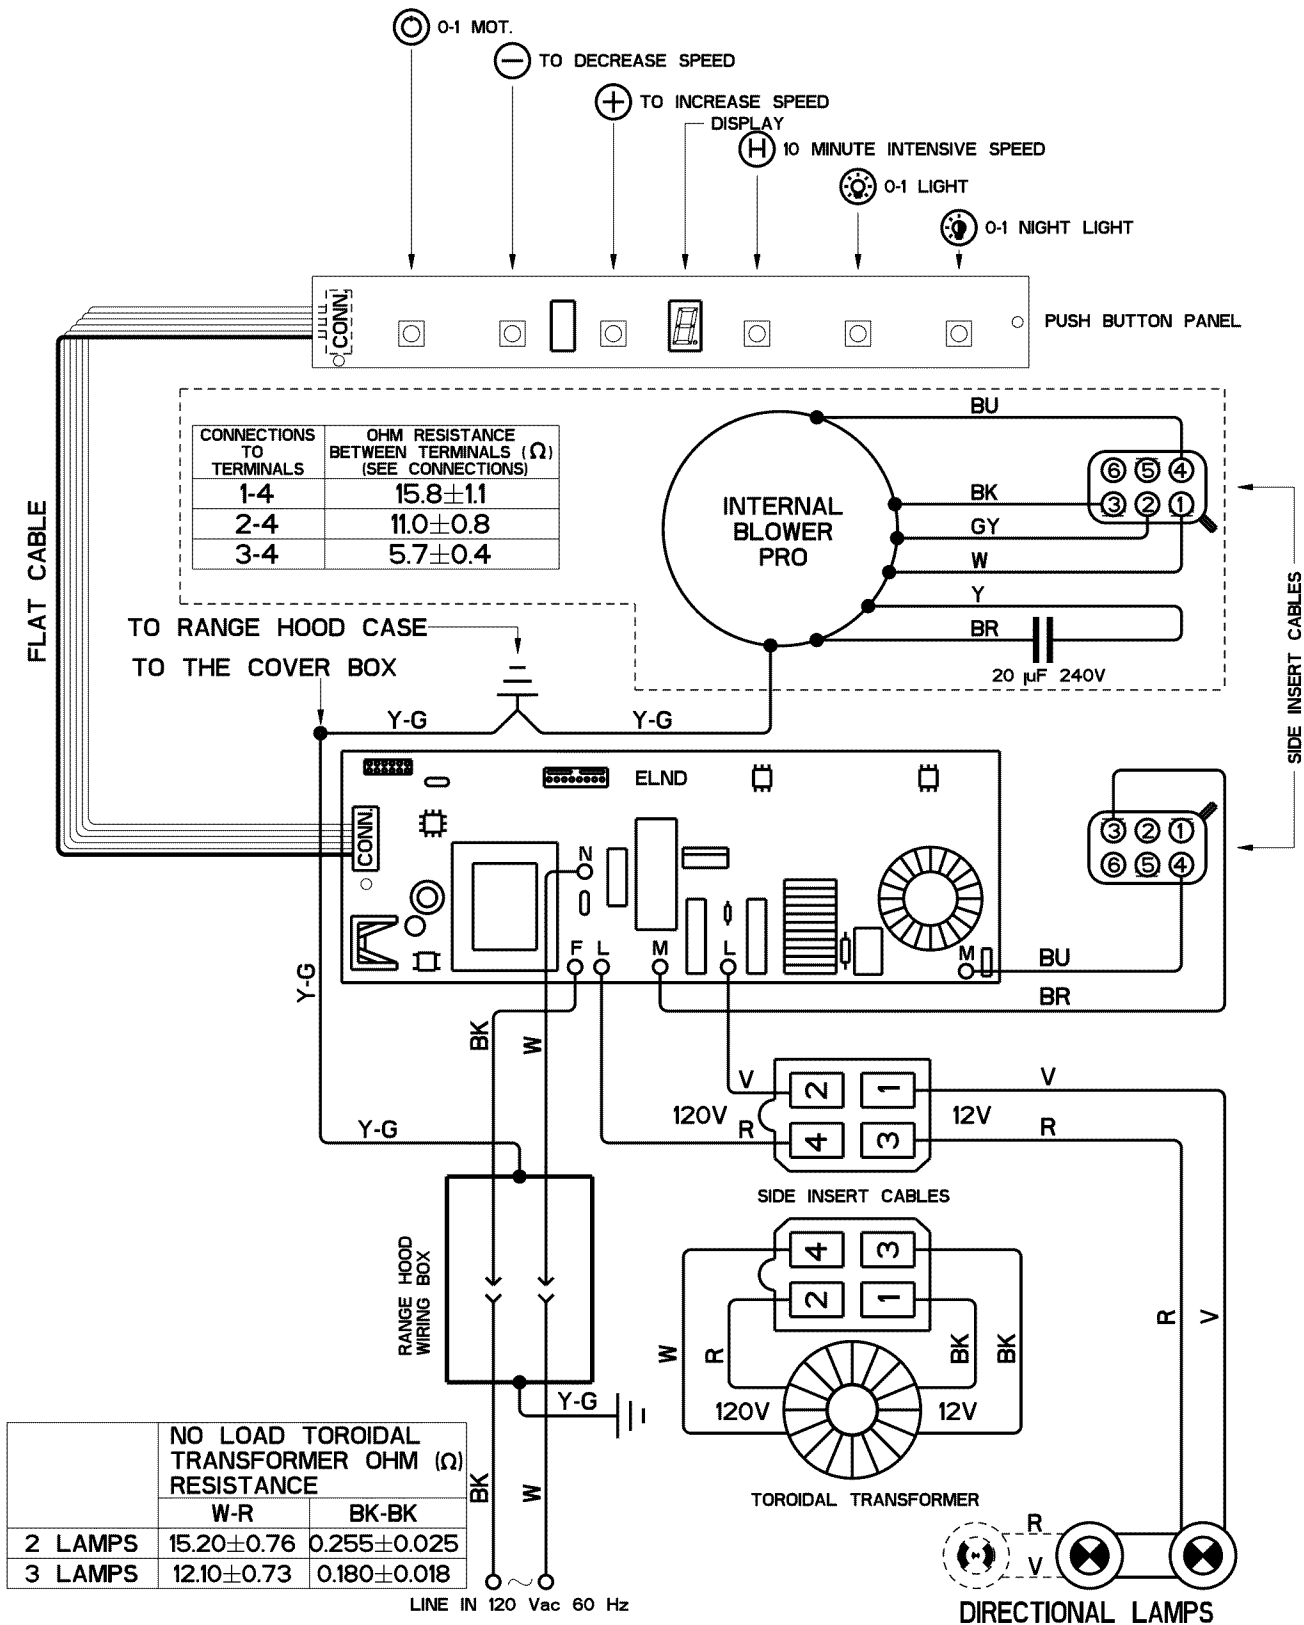 0-1 MOT.
TO DECREASE SPEED
TO INCREASE SPEED
DISPLAY
H 10 MINUTE INTENSIVE SPEED
0-1 LIGHT
0-1 NIGHT LIGHT
CONN.
8.
PUSH BUTTON PANEL
FLAT CABLE
CONNECTIONS TO TERMINALS
OHM RESISTANCE BETWEEN TERMINALS (Ω) (SEE CONNECTIONS)
1-4 15.8±1.1
2-4 11.0±0.8
3-4 5.7±0.4
INTERNAL
BLOWER
PRO
BU
BK
GY
W
Y
BR
20 µF 240V
6 5 4
3 2 1
SIDE INSERT CABLES
TO RANGE HOOD CASE
TO THE COVER BOX
Y-G
Y-G
ELND
CONN.
N
F L M L M
3 2 1
6 5 4
BU
BR
Y-G
BK
W
V
R
120V
2 1
4 3
12V
V
R
SIDE INSERT CABLES
Y-G
RANGE HOOD
WIRING BOX
4 3
2 1
W
R
BK
BK
120V
12V
TOROIDAL TRANSFORMER
R
V
Y-G
BK
W
NO LOAD TOROIDAL
TRANSFORMER OHM (Ω)
RESISTANCE
W-R BK-BK
2 LAMPS 15.20±0.76 0.255±0.025
3 LAMPS 12.10±0.73 0.180±0.018
LINE IN 120 Vac 60 Hz
R
V
DIRECTIONAL LAMPS